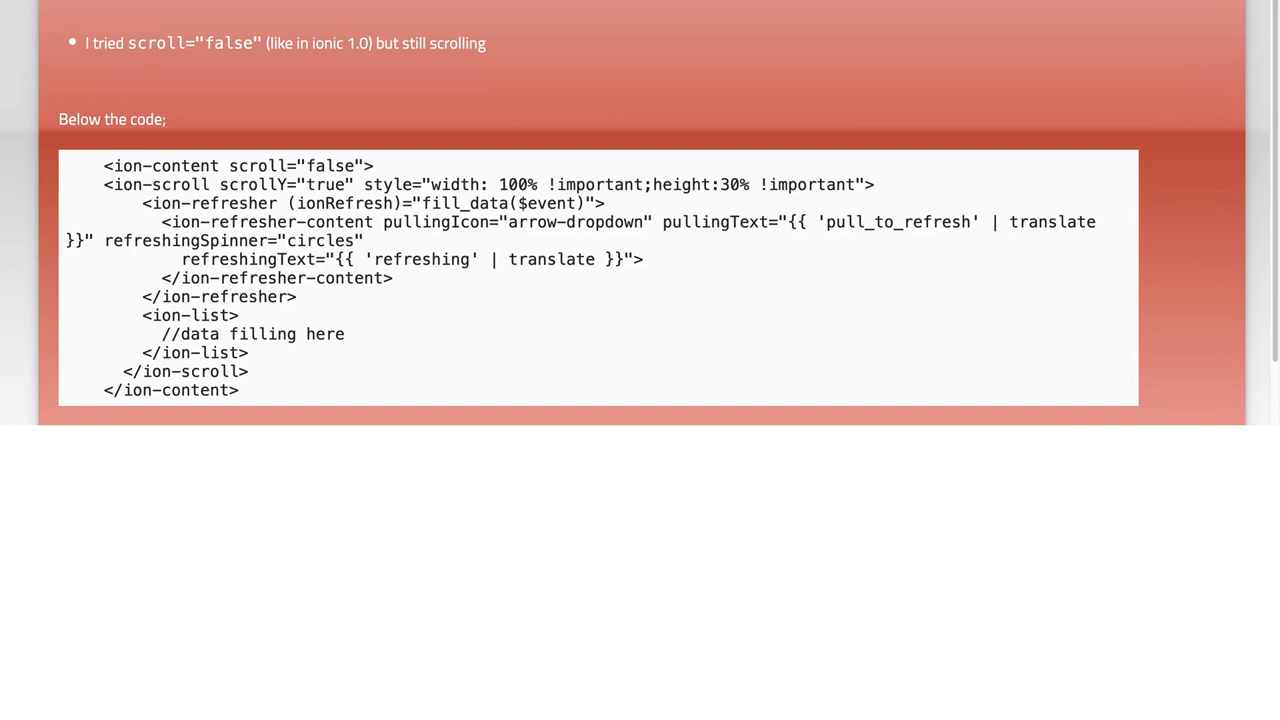 • I tried scroll="false" (like in ionic 1.0) but still scrolling
Below the code;
<ion-content scroll="false">
<ion-scroll scrollY="true" style="width: 100% !important;height:30% !important">
<ion-refresher (ionRefresh)="fill_data($event)">
<ion-refresher-content pullingIcon="arrow-dropdown" pullingText="{{ 'pull_to_refresh' | translate
}}" refreshingSpinner="circles"
refreshingText="{{ 'refreshing' | translate }}">
</ion-refresher-content>
</ion-refresher>
<ion-list>
//data filling here
</ion-list>
</ion-scroll>
</ion-content>